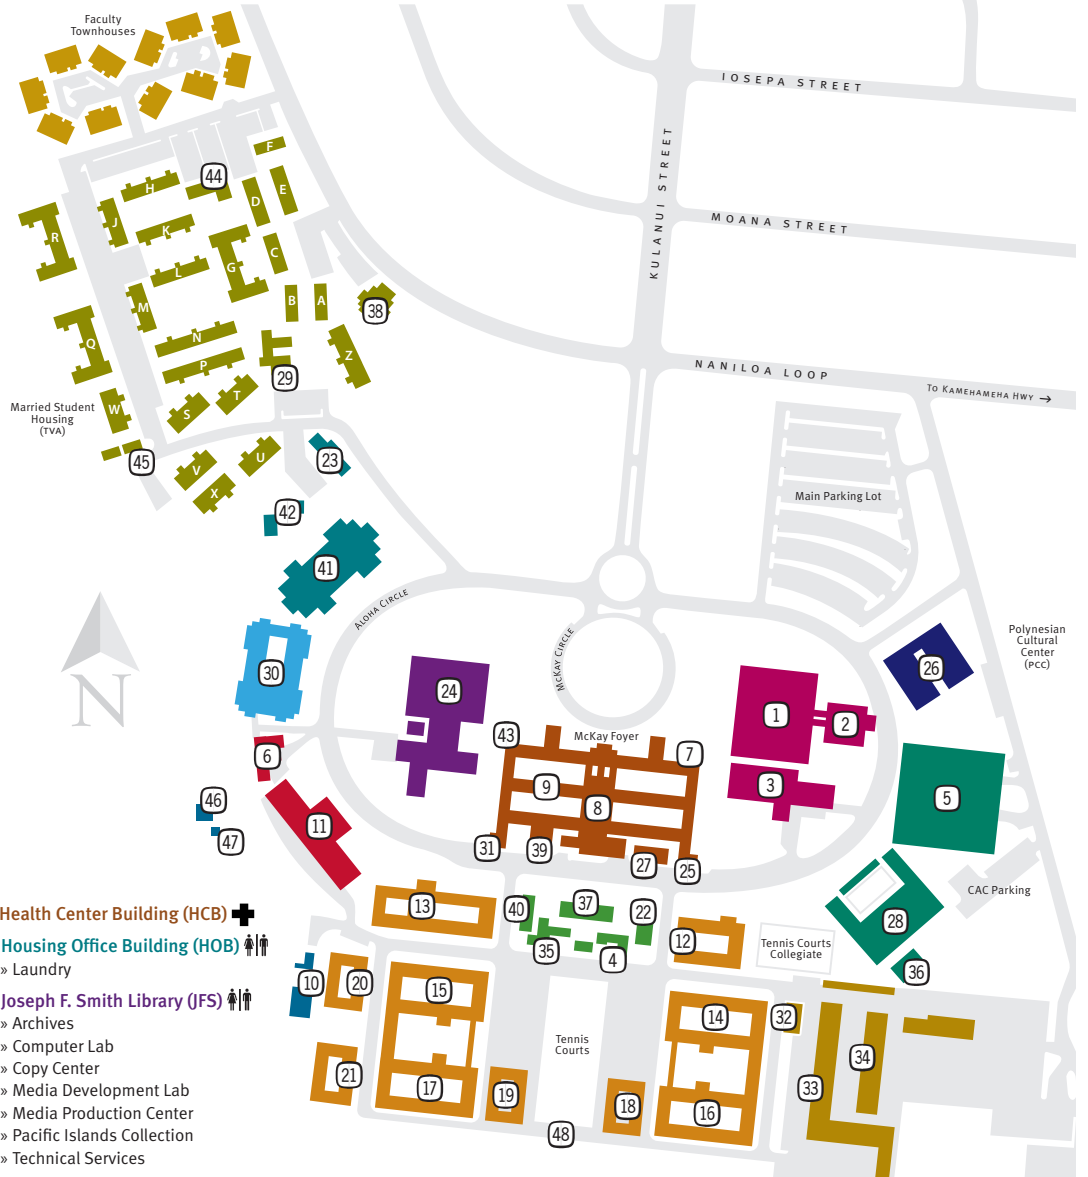 Faculty
Townhouses
IOSEPA STREET
KULANUI STREET
MOANA STREET
NANILOA LOOP
To Kamehameha Hwy →
F
44
H
E
D
J
K
R
C
G
L
B
A
M
38
N
Q
Z
P
29
T
W
S
Married Student
Housing
(TVA)
45
V
U
X
23
42
41
Main Parking Lot
Aloha Circle
McKay Circle
N
30
24
26
Polynesian
Cultural
Center
(PCC)
1
2
43
McKay Foyer
7
6
3
9
8
5
46
47
11
31
39
27
25
CAC Parking
13
40
37
22
28
12
Tennis Courts
Collegiate
35
4
36
Health Center Building (HCB)
Housing Office Building (HOB)
» Laundry
Joseph F. Smith Library (JFS)
» Archives
» Computer Lab
» Copy Center
» Media Development Lab
» Media Production Center
» Pacific Islands Collection
» Technical Services
10
20
15
14
32
Tennis
Courts
34
21
17
19
18
16
33
48